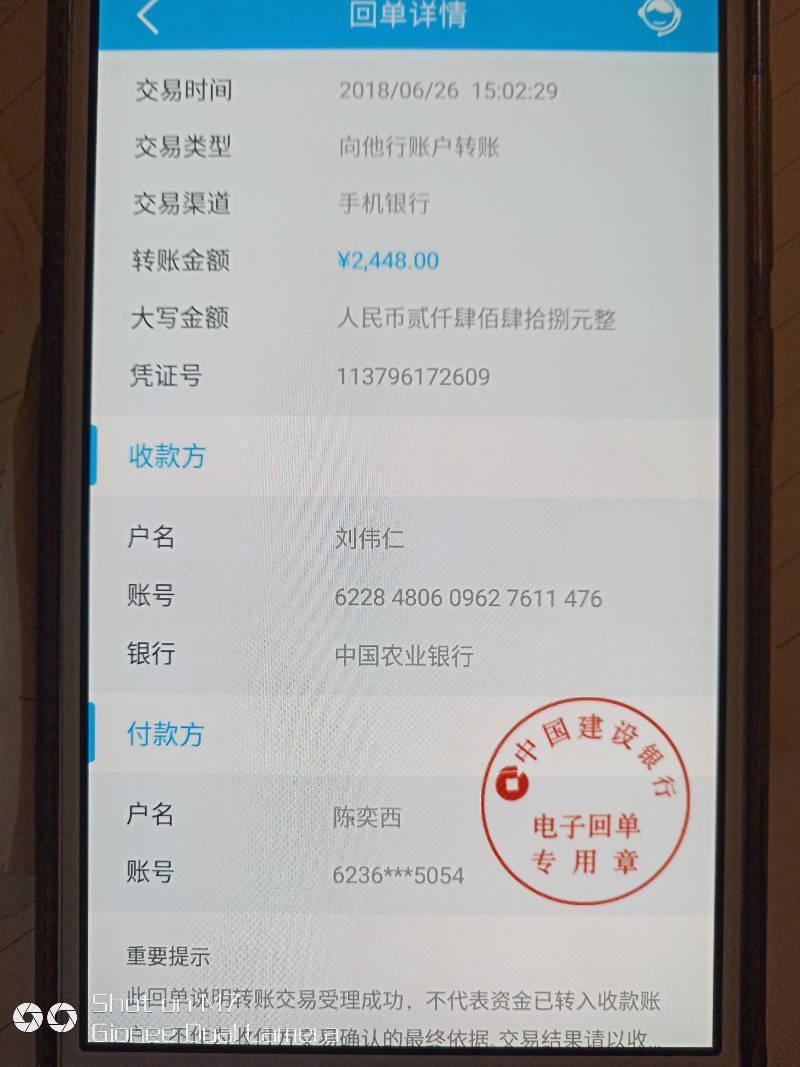 回单详情
交易时间 2018/06/26 15:02:29
交易类型 向他行账户转账
交易渠道 手机银行
转账金额 ¥2,448.00
大写金额 人民币贰仟肆佰肆拾捌元整
凭证号 113796172609
收款方
户名 刘伟仁
账号 6228 4806 0962 7611 476
银行 中国农业银行
付款方
户名 陈奕西
账号 6236***5054
中国建设银行
电子回单
专用章
重要提示
此回单说明转账交易受理成功，不代表资金已转入收款账
户，不作为收付方交易确认的最终依据,交易结果请以收...
Shot on M7
Gionee Dual Camera